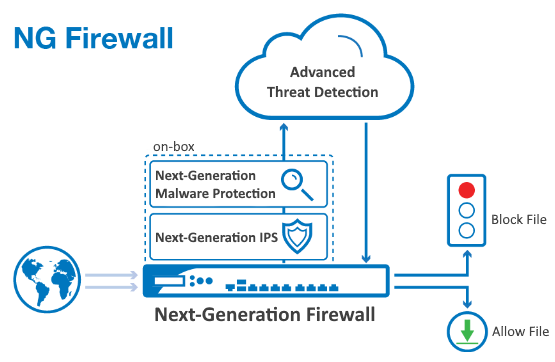 NG Firewall
Advanced
Threat Detection
on-box
Next-Generation
Malware Protection
Next-Generation IPS
Block File
Next-Generation Firewall
Allow File